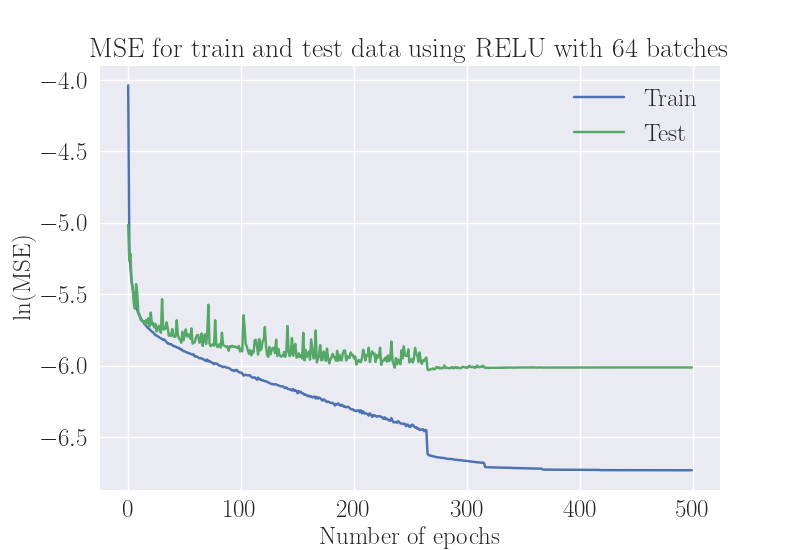 MSE for train and test data using RELU with 64 batches
−4.0
−4.5
−5.0
−5.5
−6.0
−6.5
ln(MSE)
Train
Test
0 100 200 300 400 500
Number of epochs